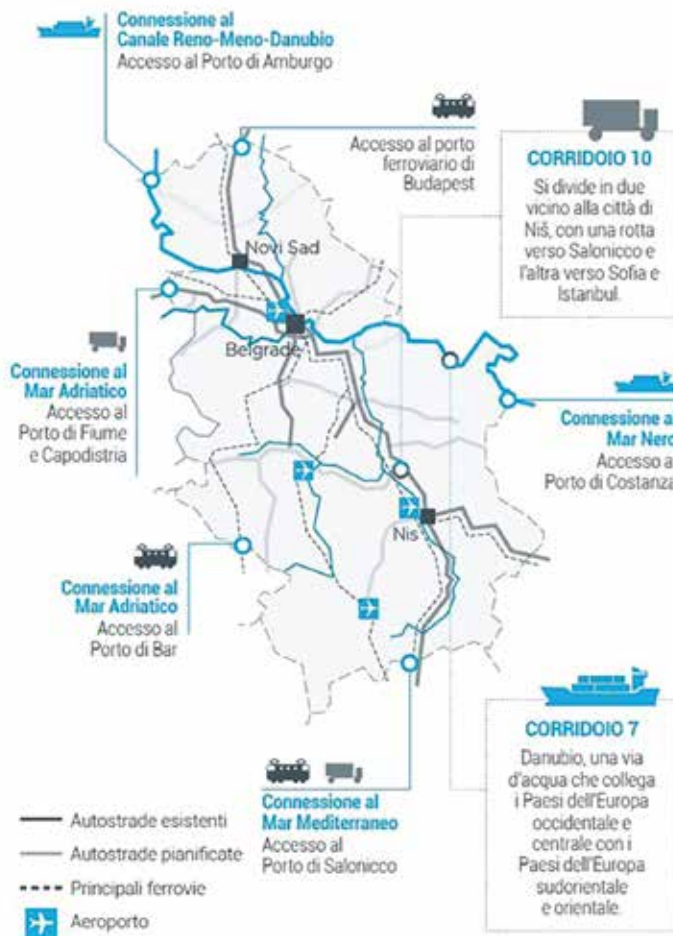 Connessione al
Canale Reno-Meno-Danubio
Accesso al Porto di Amburgo
Accesso al porto
ferroviario di
Budapest
CORRIDOIO 10
Si divide in due
vicino alla città di
Niš, con una rotta
verso Salonicco e
l'altra verso Sofia e
Istanbul.
Novi Sad
Belgrade
Connessione al
Mar Adriatico
Accesso al
Porto di Fiume
e Capodistria
Connessione al
Mar Nero
Accesso al
Porto di Costanza
Nis
Connessione al
Mar Adriatico
Accesso al
Porto di Bar
CORRIDOIO 7
Danubio, una via
d'acqua che collega
i Paesi dell'Europa
occidentale e
centrale con i
Paesi dell'Europa
sudorientale
e orientale.
Connessione al
Mar Mediterraneo
Accesso al
Porto di Salonicco
Autostrade esistenti
Autostrade pianificate
Principali ferrovie
Aeroporto